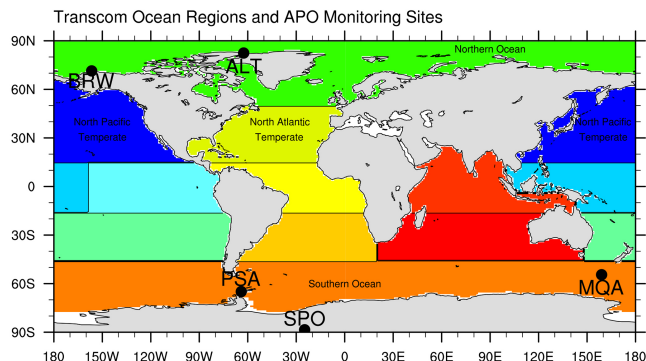 Transcom Ocean Regions and APO Monitoring Sites
90N
60N
30N
0
30S
60S
90S
Northern Ocean
ALT
BRW
North Pacific
Temperate
North Atlantic
Temperate
North Pacific
Temperate
Southern Ocean
PSA
MQA
SPO
180
150W
120W
90W
60W
30W
0
30E
60E
90E
120E
150E
180